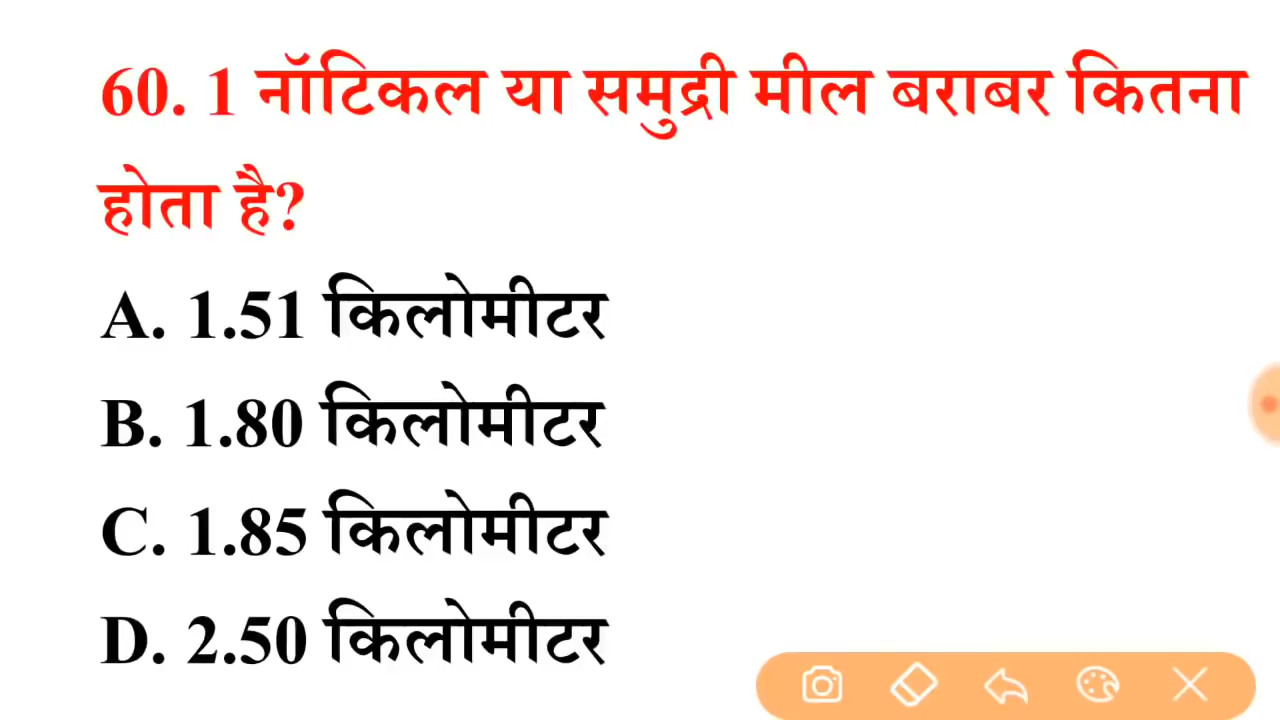 60. 1 नॉटिकल या समुद्री मील बराबर कितना
होता है?
A. 1.51 किलोमीटर
B. 1.80 किलोमीटर
C. 1.85 किलोमीटर
D. 2.50 किलोमीटर